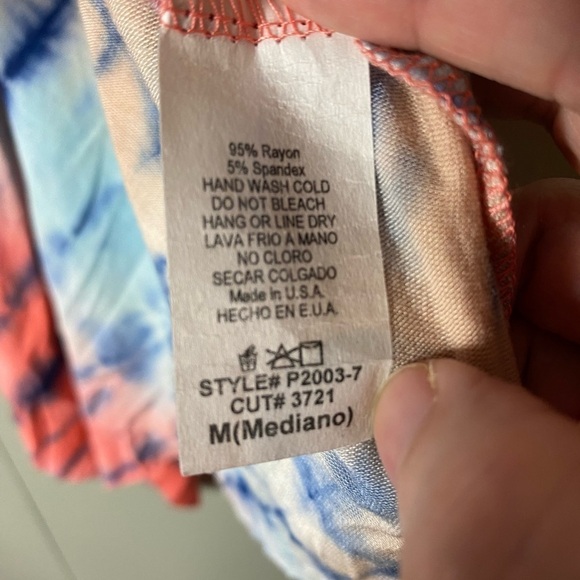 95% Rayon
5% Spandex
HAND WASH COLD
DO NOT BLEACH
HANG OR LINE DRY
LAVA FRIO A MANO
NO CLORO
SECAR COLGADO
Made in U.S.A.
HECHO EN E.U.A.
STYLE# P2003-7
CUT# 3721
M(Mediano)